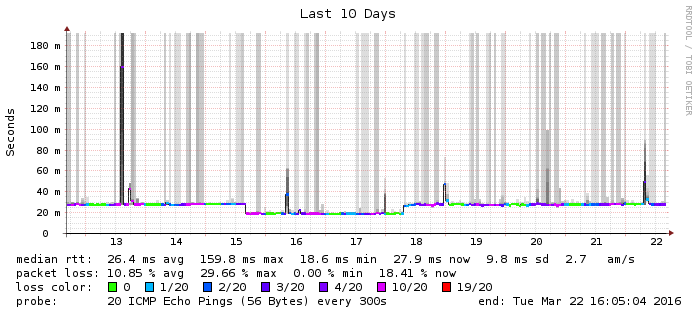 Last 10 Days
RRDTOOL / TOBI OETIKER
Seconds
180 m
160 m
140 m
120 m
100 m
80 m
60 m
40 m
20 m
0
13 14 15 16 17 18 19 20 21 22
median rtt: 26.4 ms avg 159.8 ms max 18.6 ms min 27.9 ms now 9.8 ms sd 2.7 am/s
packet loss: 10.85 % avg 29.66 % max 0.00 % min 18.41 % now
loss color: 0 1/20 2/20 3/20 4/20 10/20 19/20
probe: 20 ICMP Echo Pings (56 Bytes) every 300s end: Tue Mar 22 16:05:04 2016